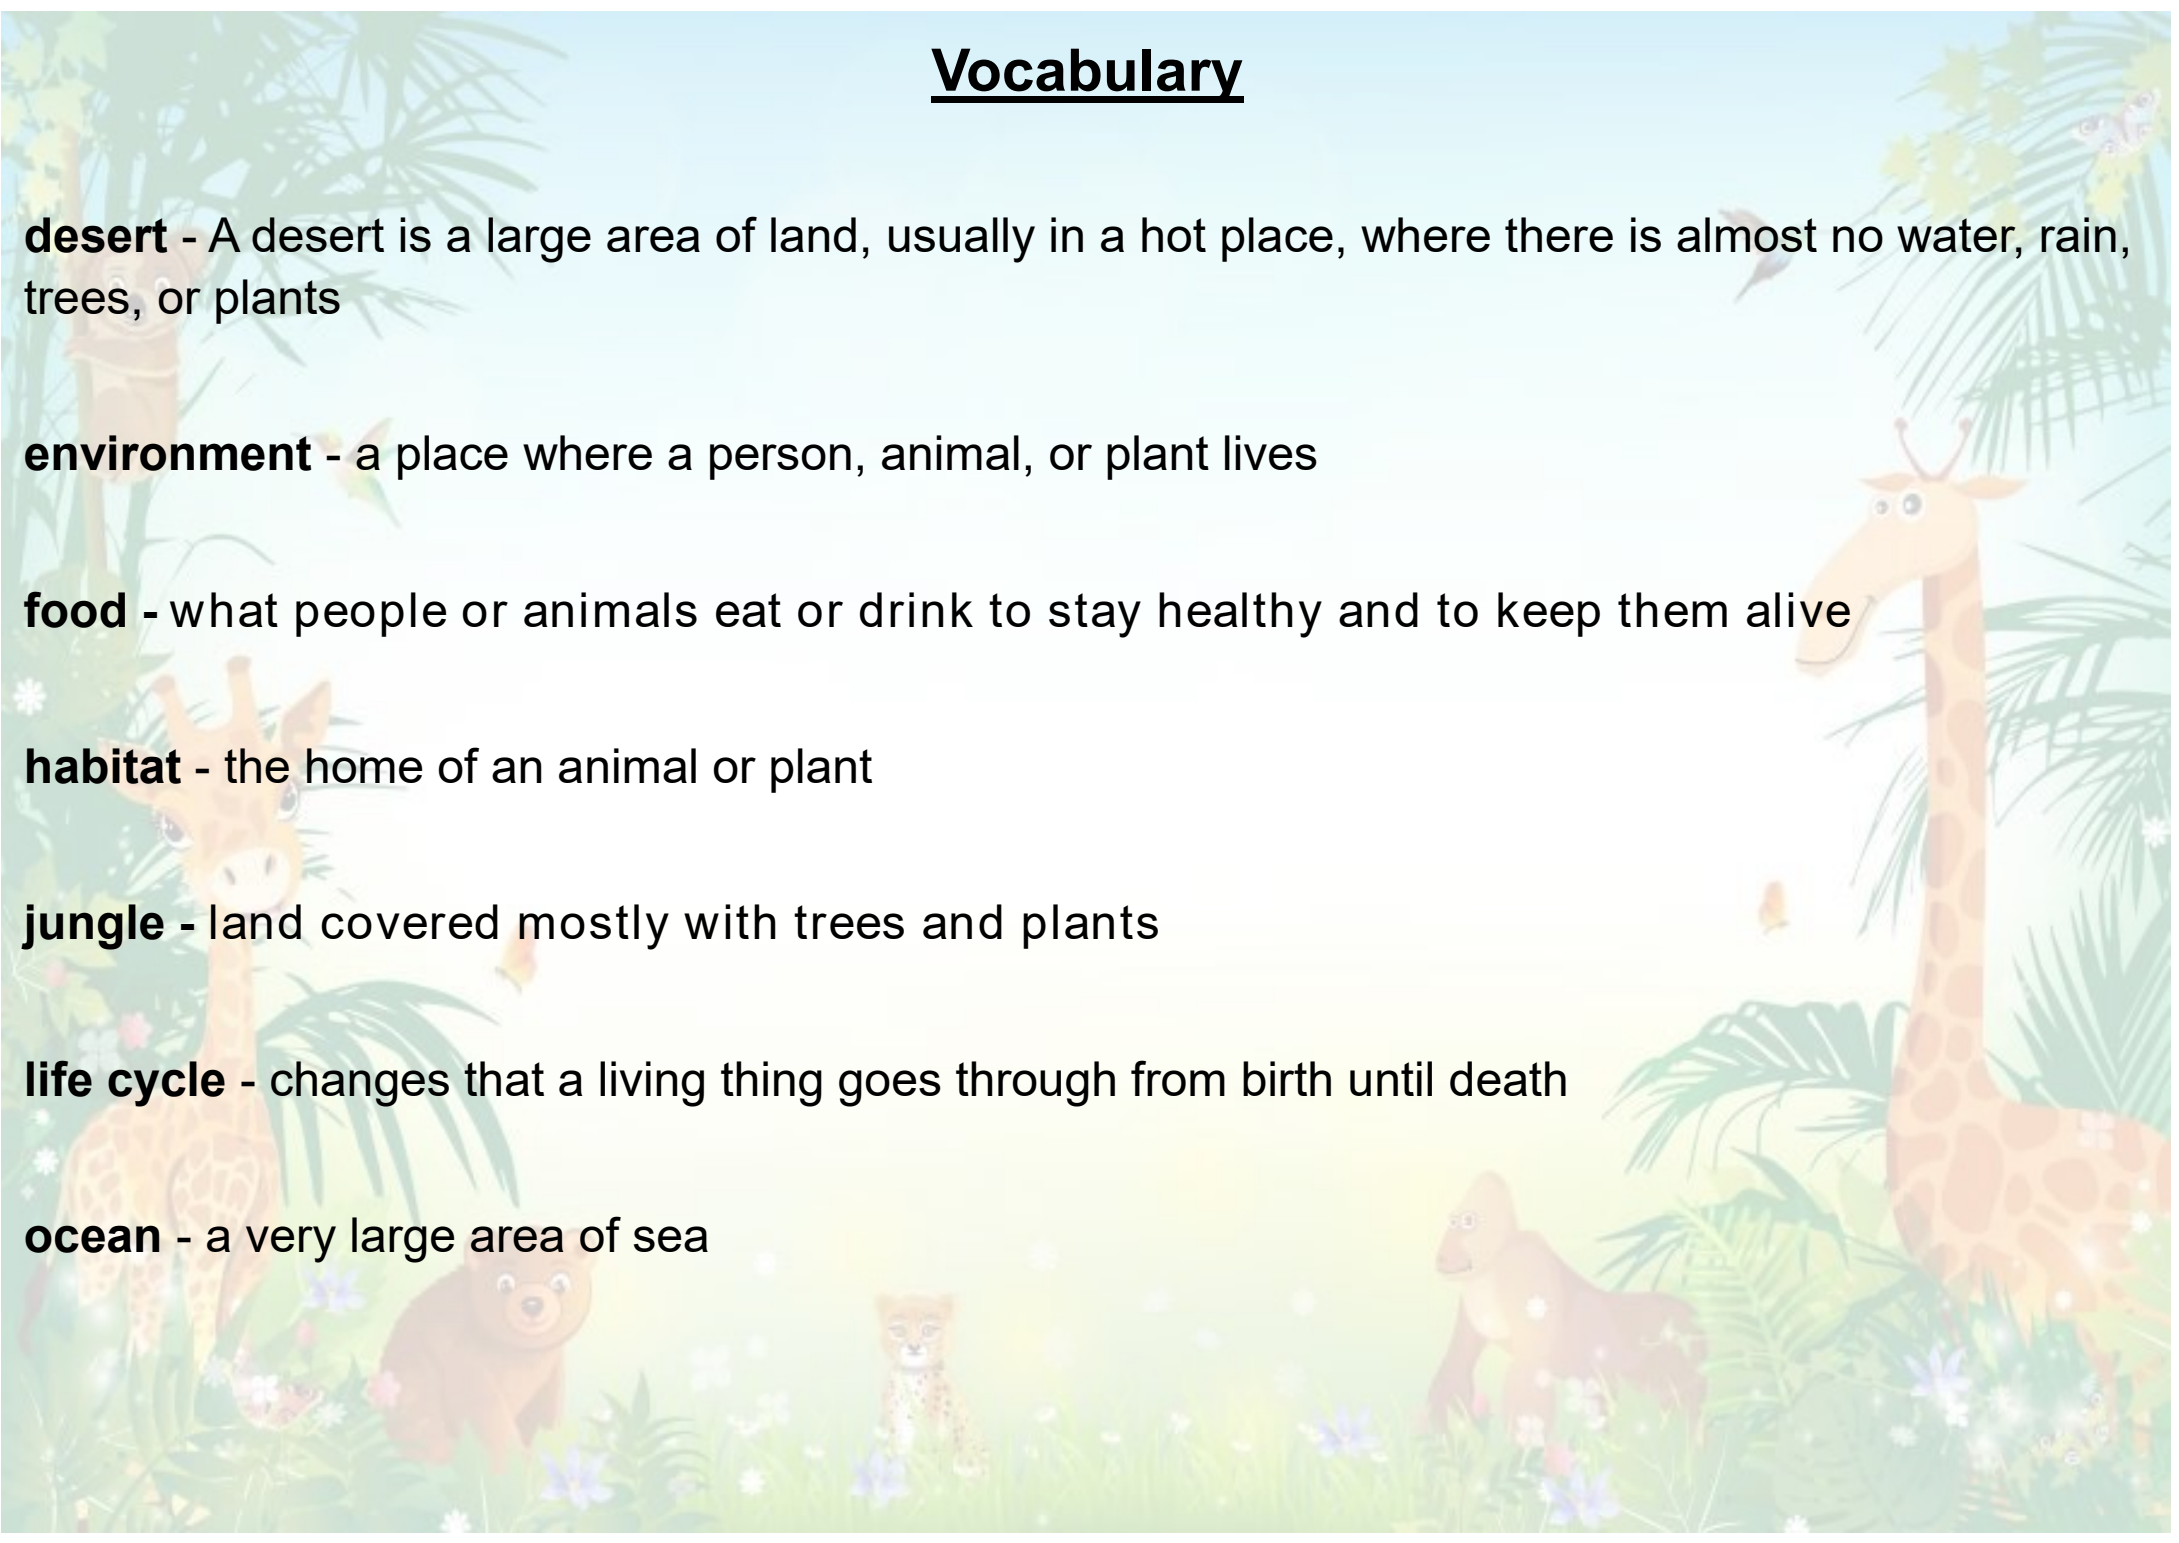 Vocabulary
desert - A desert is a large area of land, usually in a hot place, where there is almost no water, rain,
trees, or plants
environment - a place where a person, animal, or plant lives
food - what people or animals eat or drink to stay healthy and to keep them alive
habitat - the home of an animal or plant
jungle - land covered mostly with trees and plants
life cycle - changes that a living thing goes through from birth until death
ocean - a very large area of sea